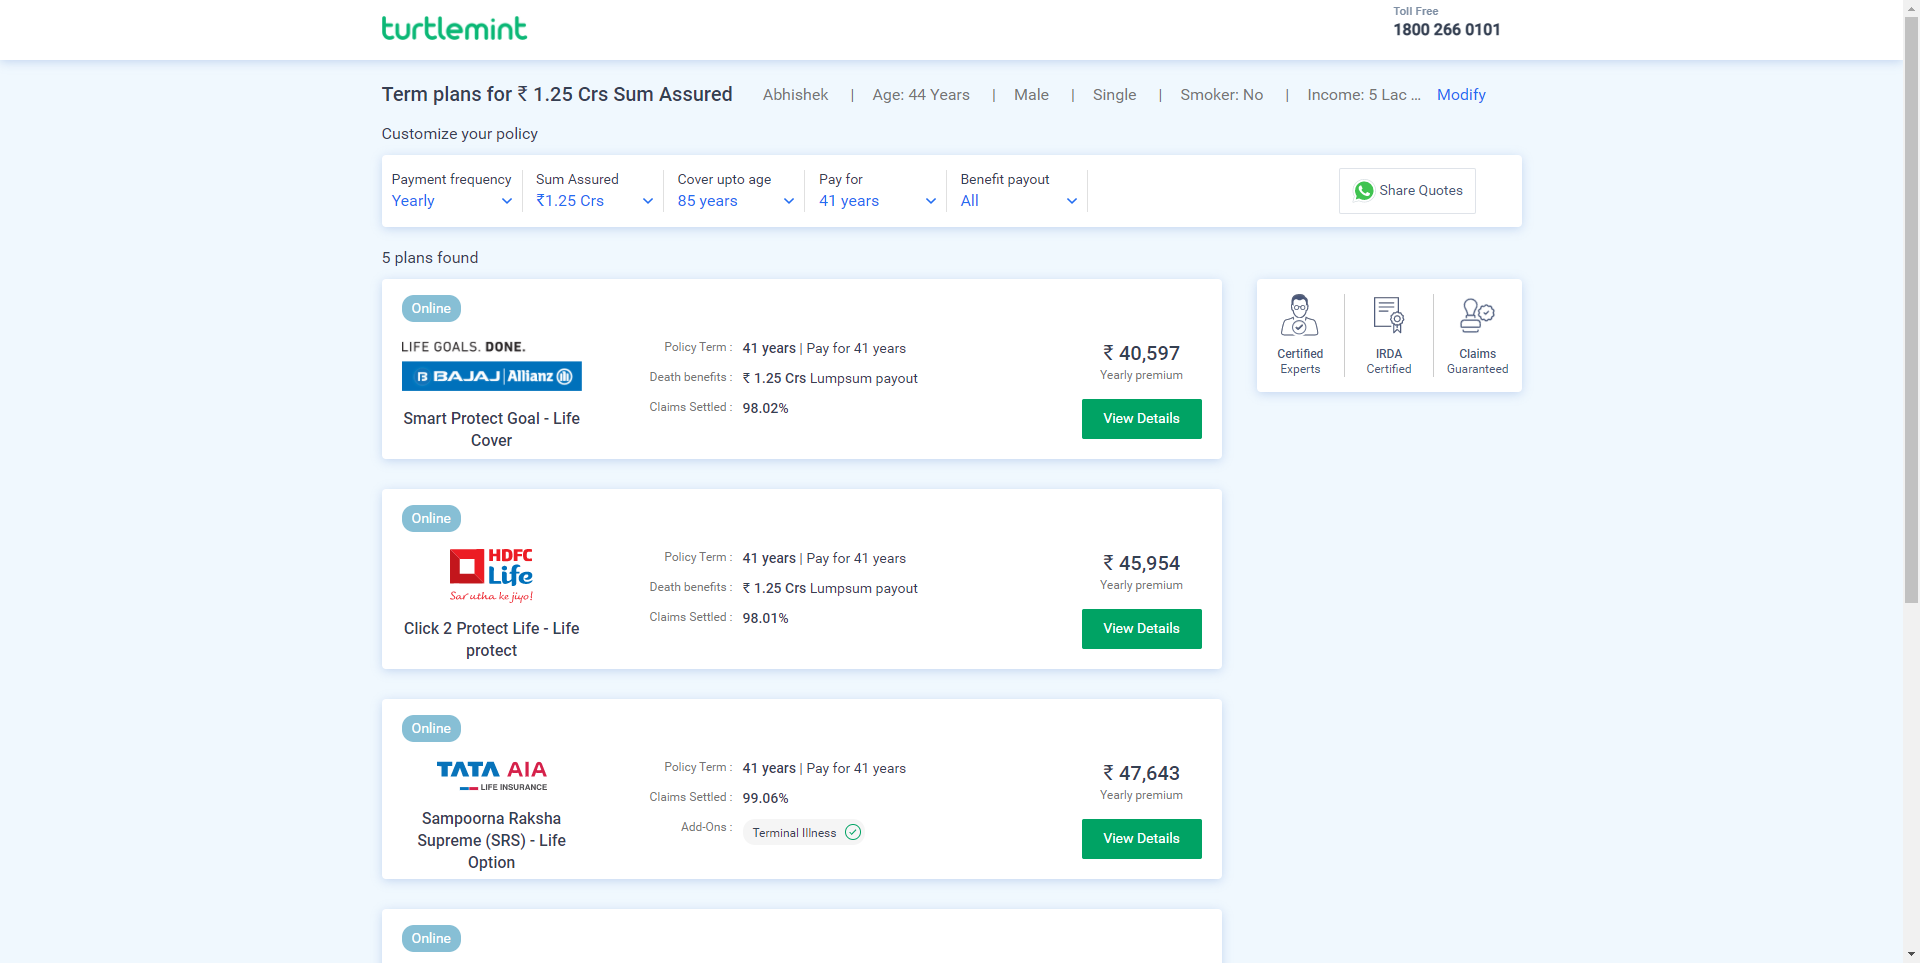 turtlemint
Toll Free
1800 266 0101
Term plans for ₹ 1.25 Crs Sum Assured Abhishek | Age: 44 Years | Male | Single | Smoker: No | Income: 5 Lac ... Modify
Customize your policy
Payment frequency Sum Assured Cover upto age Pay for Benefit payout
Yearly ₹1.25 Crs 85 years 41 years All
Share Quotes
5 plans found
Online
LIFE GOALS. DONE.
BAJAJ Allianz
Smart Protect Goal - Life
Cover
Policy Term : 41 years | Pay for 41 years
Death benefits : ₹ 1.25 Crs Lumpsum payout
Claims Settled : 98.02%
₹ 40,597
Yearly premium
View Details
Certified
Experts
IRDA
Certified
Claims
Guaranteed
Online
HDFC
Life
Sar utha ke jiyo!
Click 2 Protect Life - Life
protect
Policy Term : 41 years | Pay for 41 years
Death benefits : ₹ 1.25 Crs Lumpsum payout
Claims Settled : 98.01%
₹ 45,954
Yearly premium
View Details
Online
TATA AIA
LIFE INSURANCE
Sampoorna Raksha
Supreme (SRS) - Life
Option
Policy Term : 41 years | Pay for 41 years
Claims Settled : 99.06%
Add-Ons : Terminal Illness
₹ 47,643
Yearly premium
View Details
Online